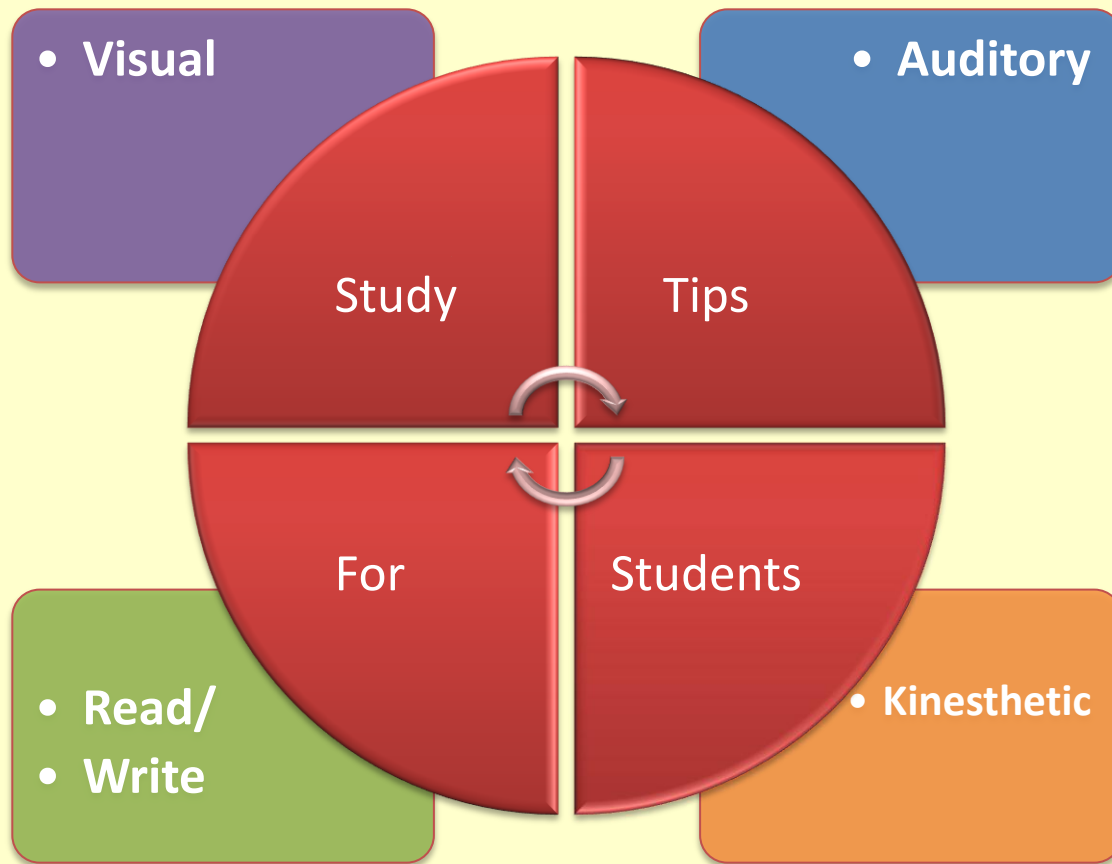 • Visual
• Auditory
Study
Tips
For
Students
• Read/
• Write
• Kinesthetic